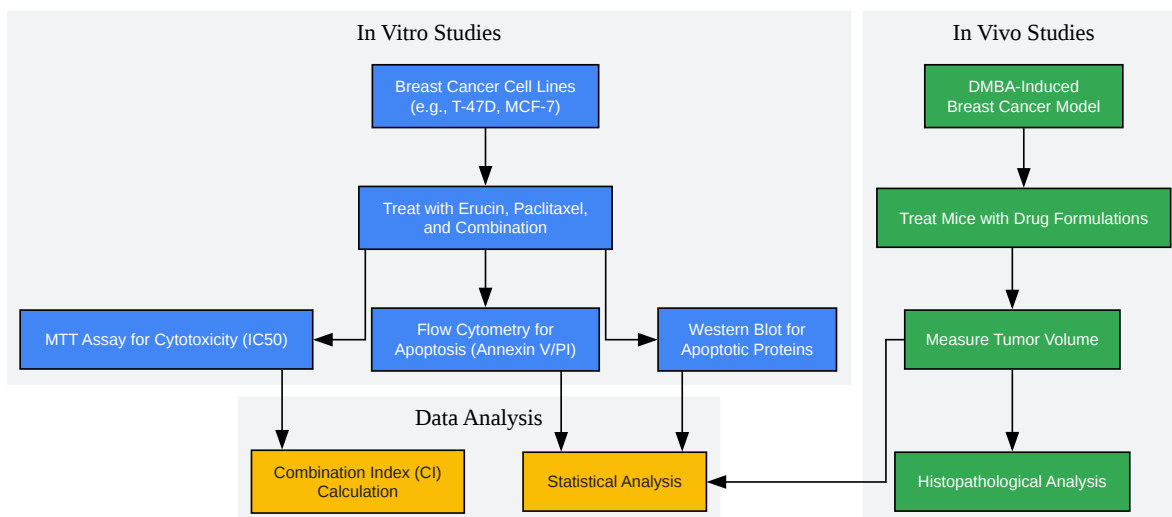 In Vitro Studies
Breast Cancer Cell Lines
(e.g., T-47D, MCF-7)
Treat with Erucin, Paclitaxel,
and Combination
MTT Assay for Cytotoxicity (IC50)
Flow Cytometry for
Apoptosis (Annexin V/PI)
Western Blot for
Apoptotic Proteins
In Vivo Studies
DMBA-Induced
Breast Cancer Model
Treat Mice with Drug Formulations
Measure Tumor Volume
Histopathological Analysis
Data Analysis
Combination Index (CI)
Calculation
Statistical Analysis